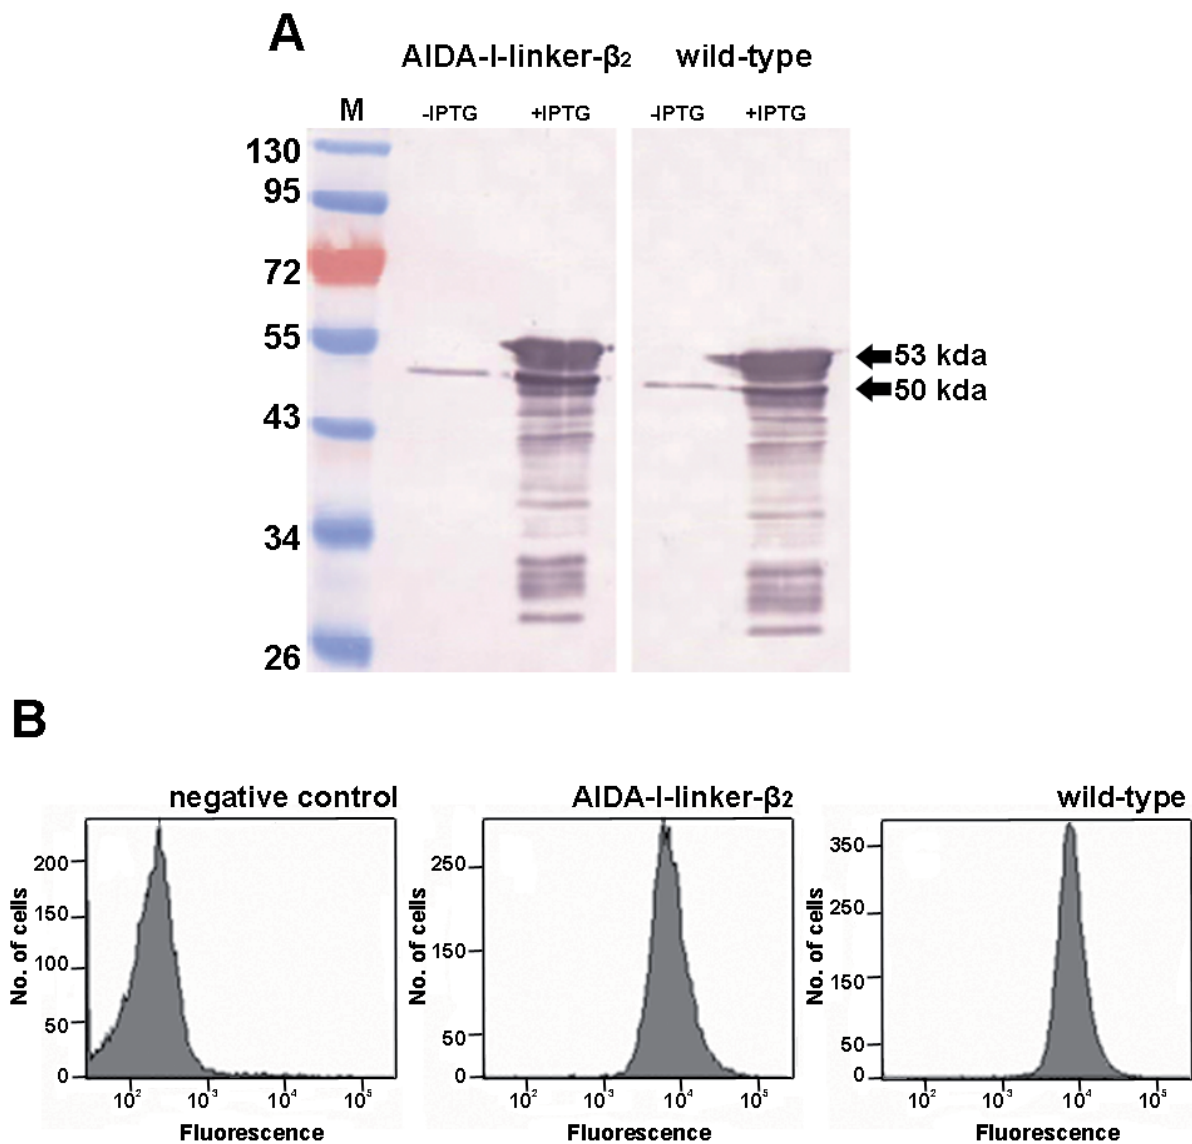 A
AIDA-I-linker-β₂ wild-type
M -IPTG +IPTG -IPTG +IPTG
130
95
72
55
53 kda
50 kda
43
34
26
B
negative control
200
150
100
50
0
No. of cells
10² 10³ 10⁴ 10⁵
Fluorescence
AIDA-I-linker-β₂
250
150
50
0
No. of cells
10² 10³ 10⁴ 10⁵
Fluorescence
wild-type
350
250
150
50
0
No. of cells
10² 10³ 10⁴ 10⁵
Fluorescence